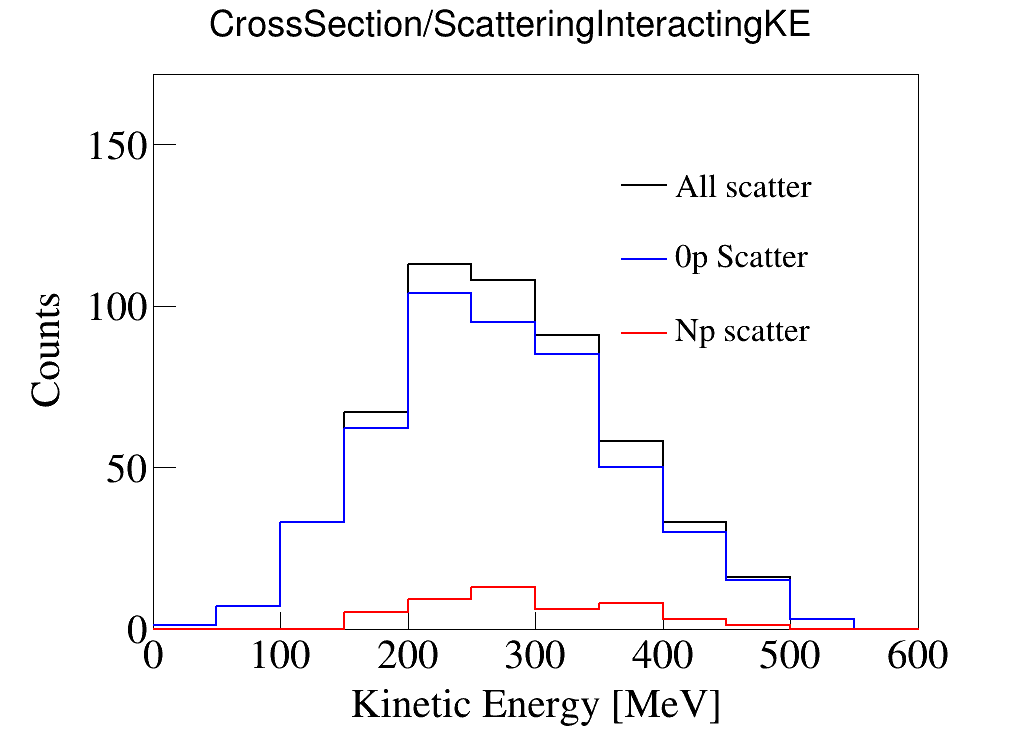 CrossSection/ScatteringInteractingKE
150
All scatter
0p Scatter
100
Np scatter
Counts
50
0
0 100 200 300 400 500 600
Kinetic Energy [MeV]